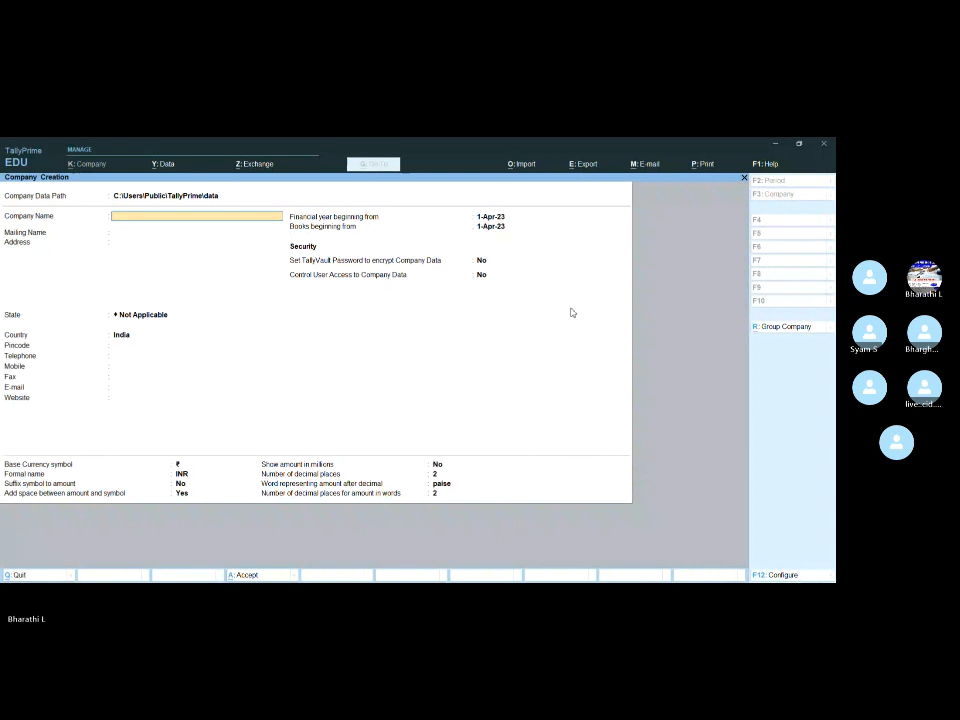 TallyPrime
EDU
MANAGE
K: Company
Y: Data
Z: Exchange
O: Import
E: Export
M: E-mail
P: Print
F1: Help
Company Creation
Company Data Path : C:\Users\Public\TallyPrime\data
Company Name
Mailing Name :
Address :
State : ♦ Not Applicable
Country : India
Pincode :
Telephone :
Mobile :
Fax :
E-mail :
Website :
Financial year beginning from : 1-Apr-23
Books beginning from : 1-Apr-23
Security
Set TallyVault Password to encrypt Company Data : No
Control User Access to Company Data : No
Base Currency symbol : ₹
Formal name : INR
Suffix symbol to amount : No
Add space between amount and symbol : Yes
Show amount in millions : No
Number of decimal places : 2
Word representing amount after decimal : paise
Number of decimal places for amount in words : 2
F2: Period
F3: Company
F4
F5
F6
F7
F8
F9
F10
R: Group Company
Q: Quit
A: Accept
F12: Configure
Bharathi L
Syam S
Bhargh...
live:.cid....
Bharathi L